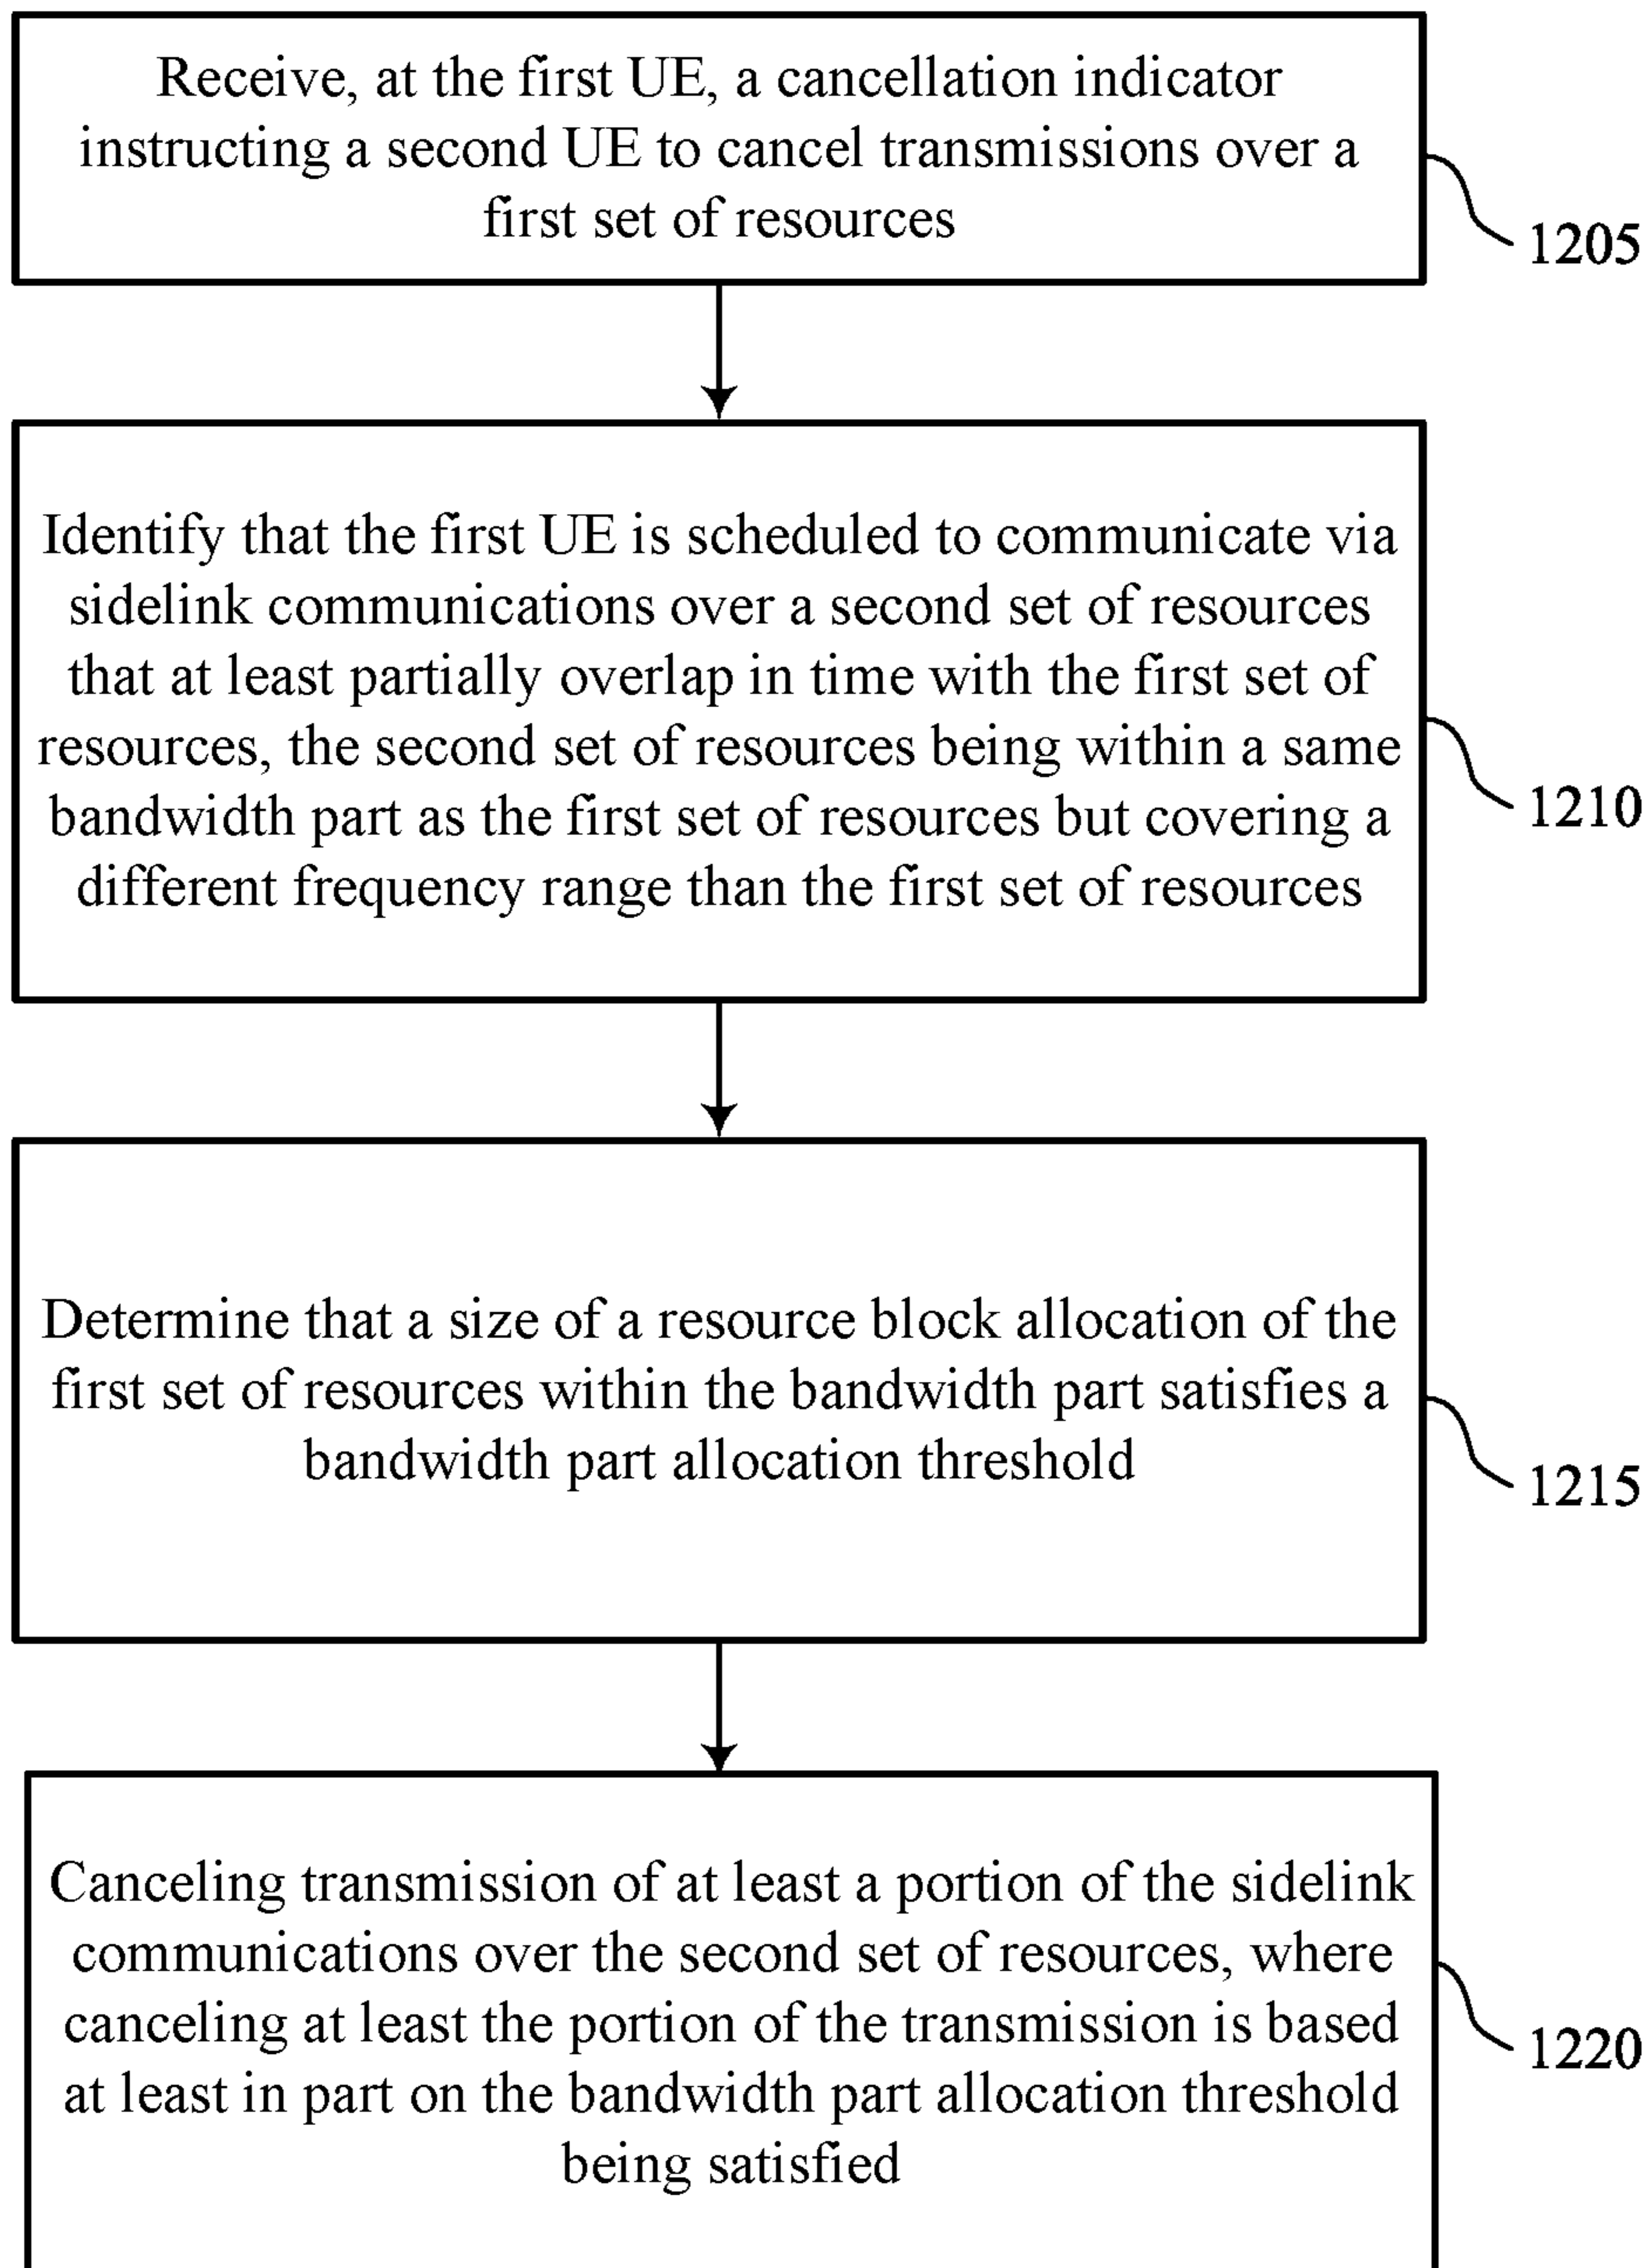 Receive, at the first UE, a cancellation indicator
instructing a second UE to cancel transmissions over a
first set of resources
1205
Identify that the first UE is scheduled to communicate via
sidelink communications over a second set of resources
that at least partially overlap in time with the first set of
resources, the second set of resources being within a same
bandwidth part as the first set of resources but covering a
different frequency range than the first set of resources
1210
Determine that a size of a resource block allocation of the
first set of resources within the bandwidth part satisfies a
bandwidth part allocation threshold
1215
Canceling transmission of at least a portion of the sidelink
communications over the second set of resources, where
canceling at least the portion of the transmission is based
at least in part on the bandwidth part allocation threshold
being satisfied
1220